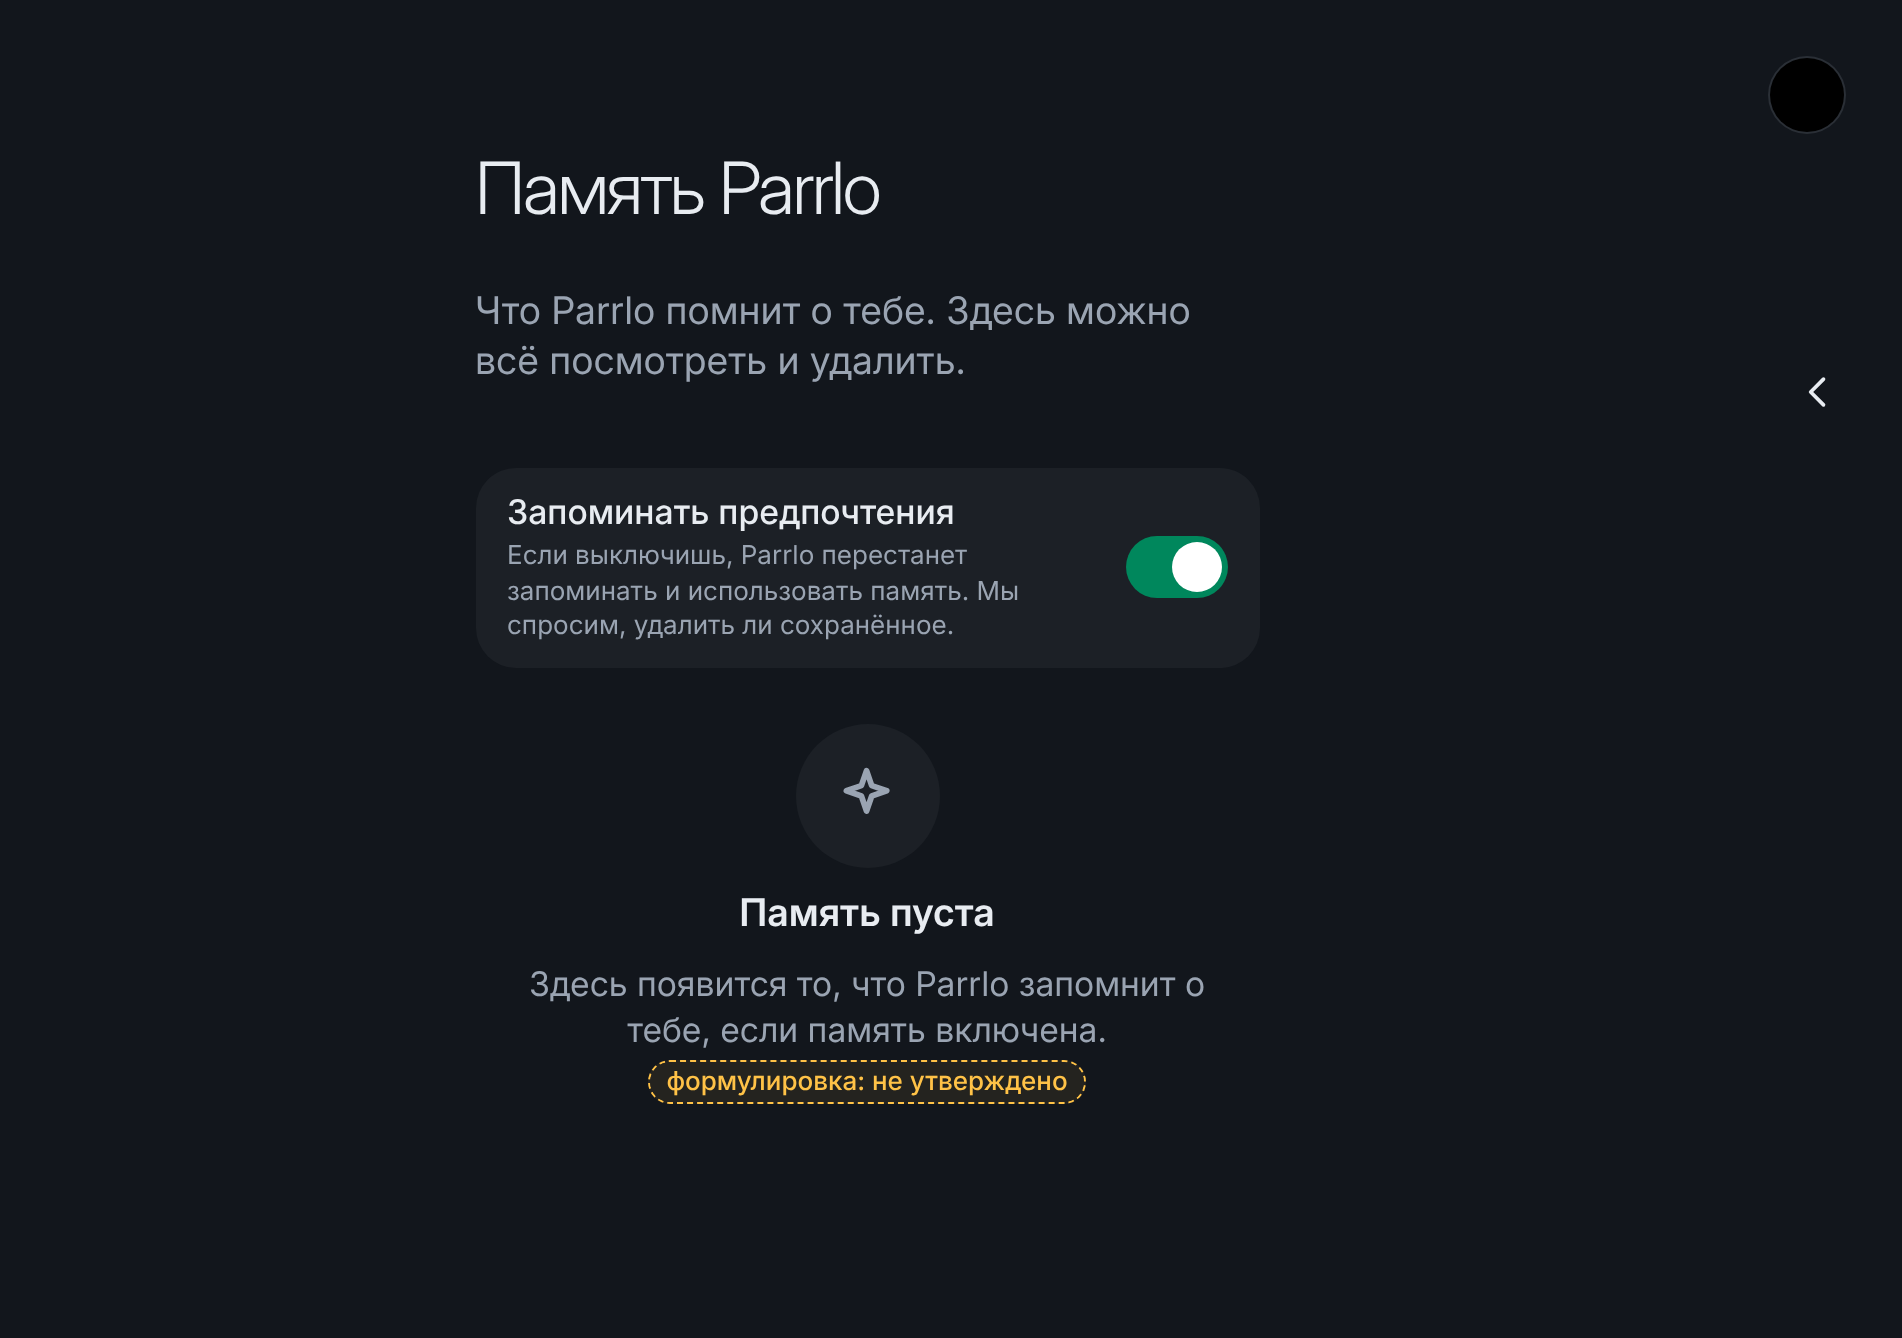 Память Parrlo
Что Parrlo помнит о тебе. Здесь можно
всё посмотреть и удалить.
Запоминать предпочтения
Если выключишь, Parrlo перестанет
запоминать и использовать память. Мы
спросим, удалить ли сохранённое.
Память пуста
Здесь появится то, что Parrlo запомнит о
тебе, если память включена.
формулировка: не утверждено